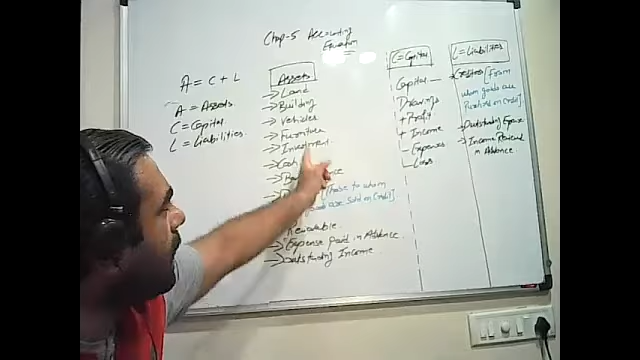 Chap-5 Accounting
Equation
A = C + L
A = Assets
C = Capital
L = Liabilities
Assets
→ Land
→ Building
→ Vehicles
→ Furniture
→ Investment
→ Cash
those to whom
are sold on Credit]
Receivable.
→ Expense paid in Advance.
→ Outstanding Income.
C = Capital
Capital
- Drawings
+ Profit
+ Income
- Expenses
- Loss
L = Liabilities
[From
whom goods are
Purchased on Credit]
→ Outstanding Expense
→ Income Received
in Advance